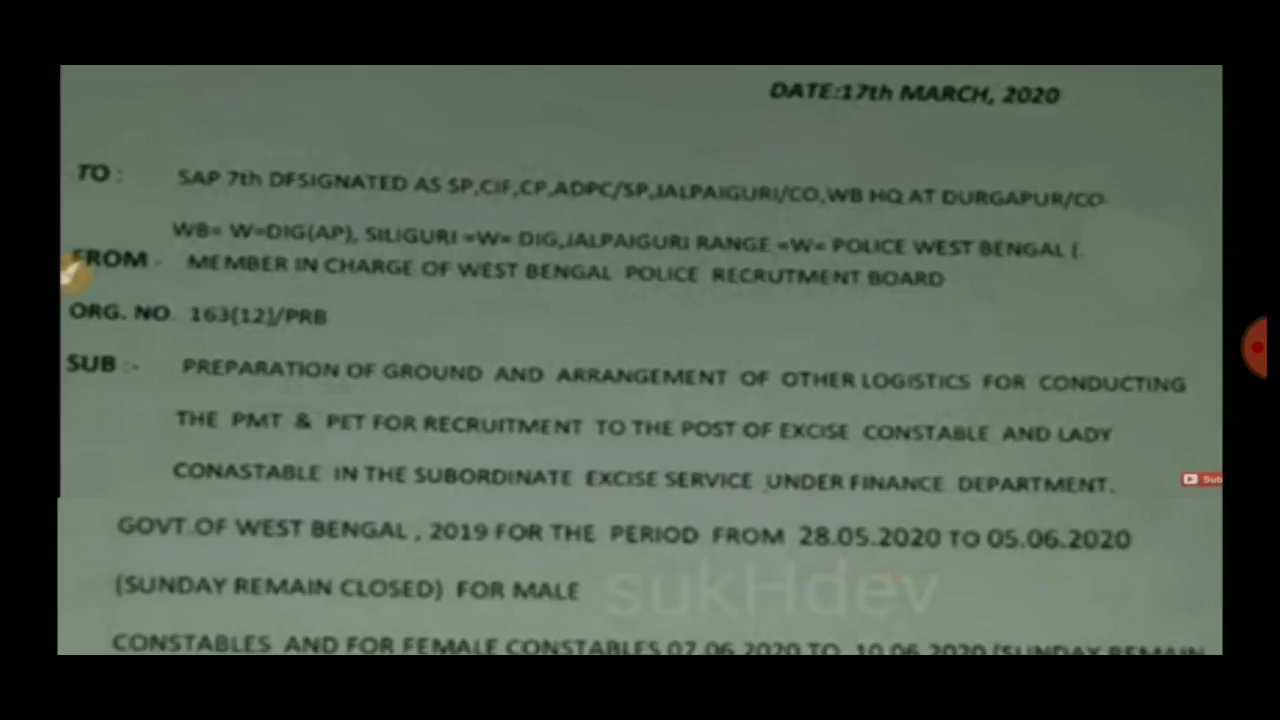 DATE:17th MARCH, 2020
TO : SAP 7th DFSIGNATED AS SP,CIF,CP,ADPC/SP,JALPAIGURI/CO,WB HQ AT DURGAPUR/CO-
WB= W=DIG(AP), SILIGURI =W= DIG,JALPAIGURI RANGE =W= POLICE WEST BENGAL (.
FROM - MEMBER IN CHARGE OF WEST BENGAL POLICE RECRUTMENT BOARD
ORG. NO. 163(12)/PRB
SUB :- PREPARATION OF GROUND AND ARRANGEMENT OF OTHER LOGISTICS FOR CONDUCTING
THE PMT & PET FOR RECRUITMENT TO THE POST OF EXCISE CONSTABLE AND LADY
CONASTABLE IN THE SUBORDINATE EXCISE SERVICE UNDER FINANCE DEPARTMENT.
Sub
GOVT.OF WEST BENGAL , 2019 FOR THE PERIOD FROM 28.05.2020 TO 05.06.2020
(SUNDAY REMAIN CLOSED) FOR MALE
sukHdev
CONSTABLES AND FOR FEMALE CONSTABLES 07.06.2020 TO 10.06.2020 (SUNDAY REMAIN